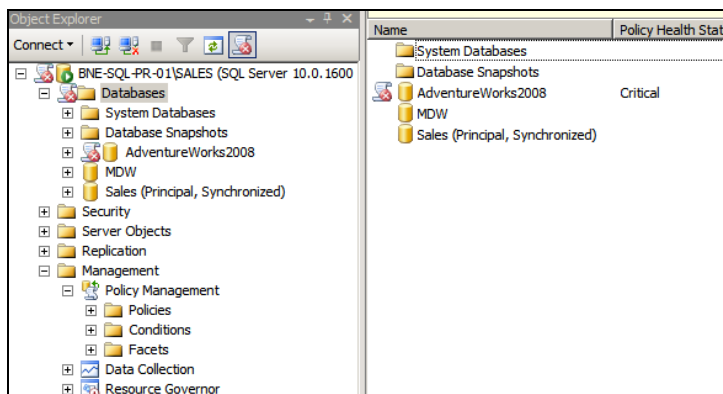 Object Explorer
Connect
BNE-SQL-PR-01\SALES (SQL Server 10.0.1600
Databases
System Databases
Database Snapshots
AdventureWorks2008
MDW
Sales (Principal, Synchronized)
Security
Server Objects
Replication
Management
Policy Management
Policies
Conditions
Facets
Data Collection
Resource Governor
Name Policy Health Stat
System Databases
Database Snapshots
AdventureWorks2008 Critical
MDW
Sales (Principal, Synchronized)